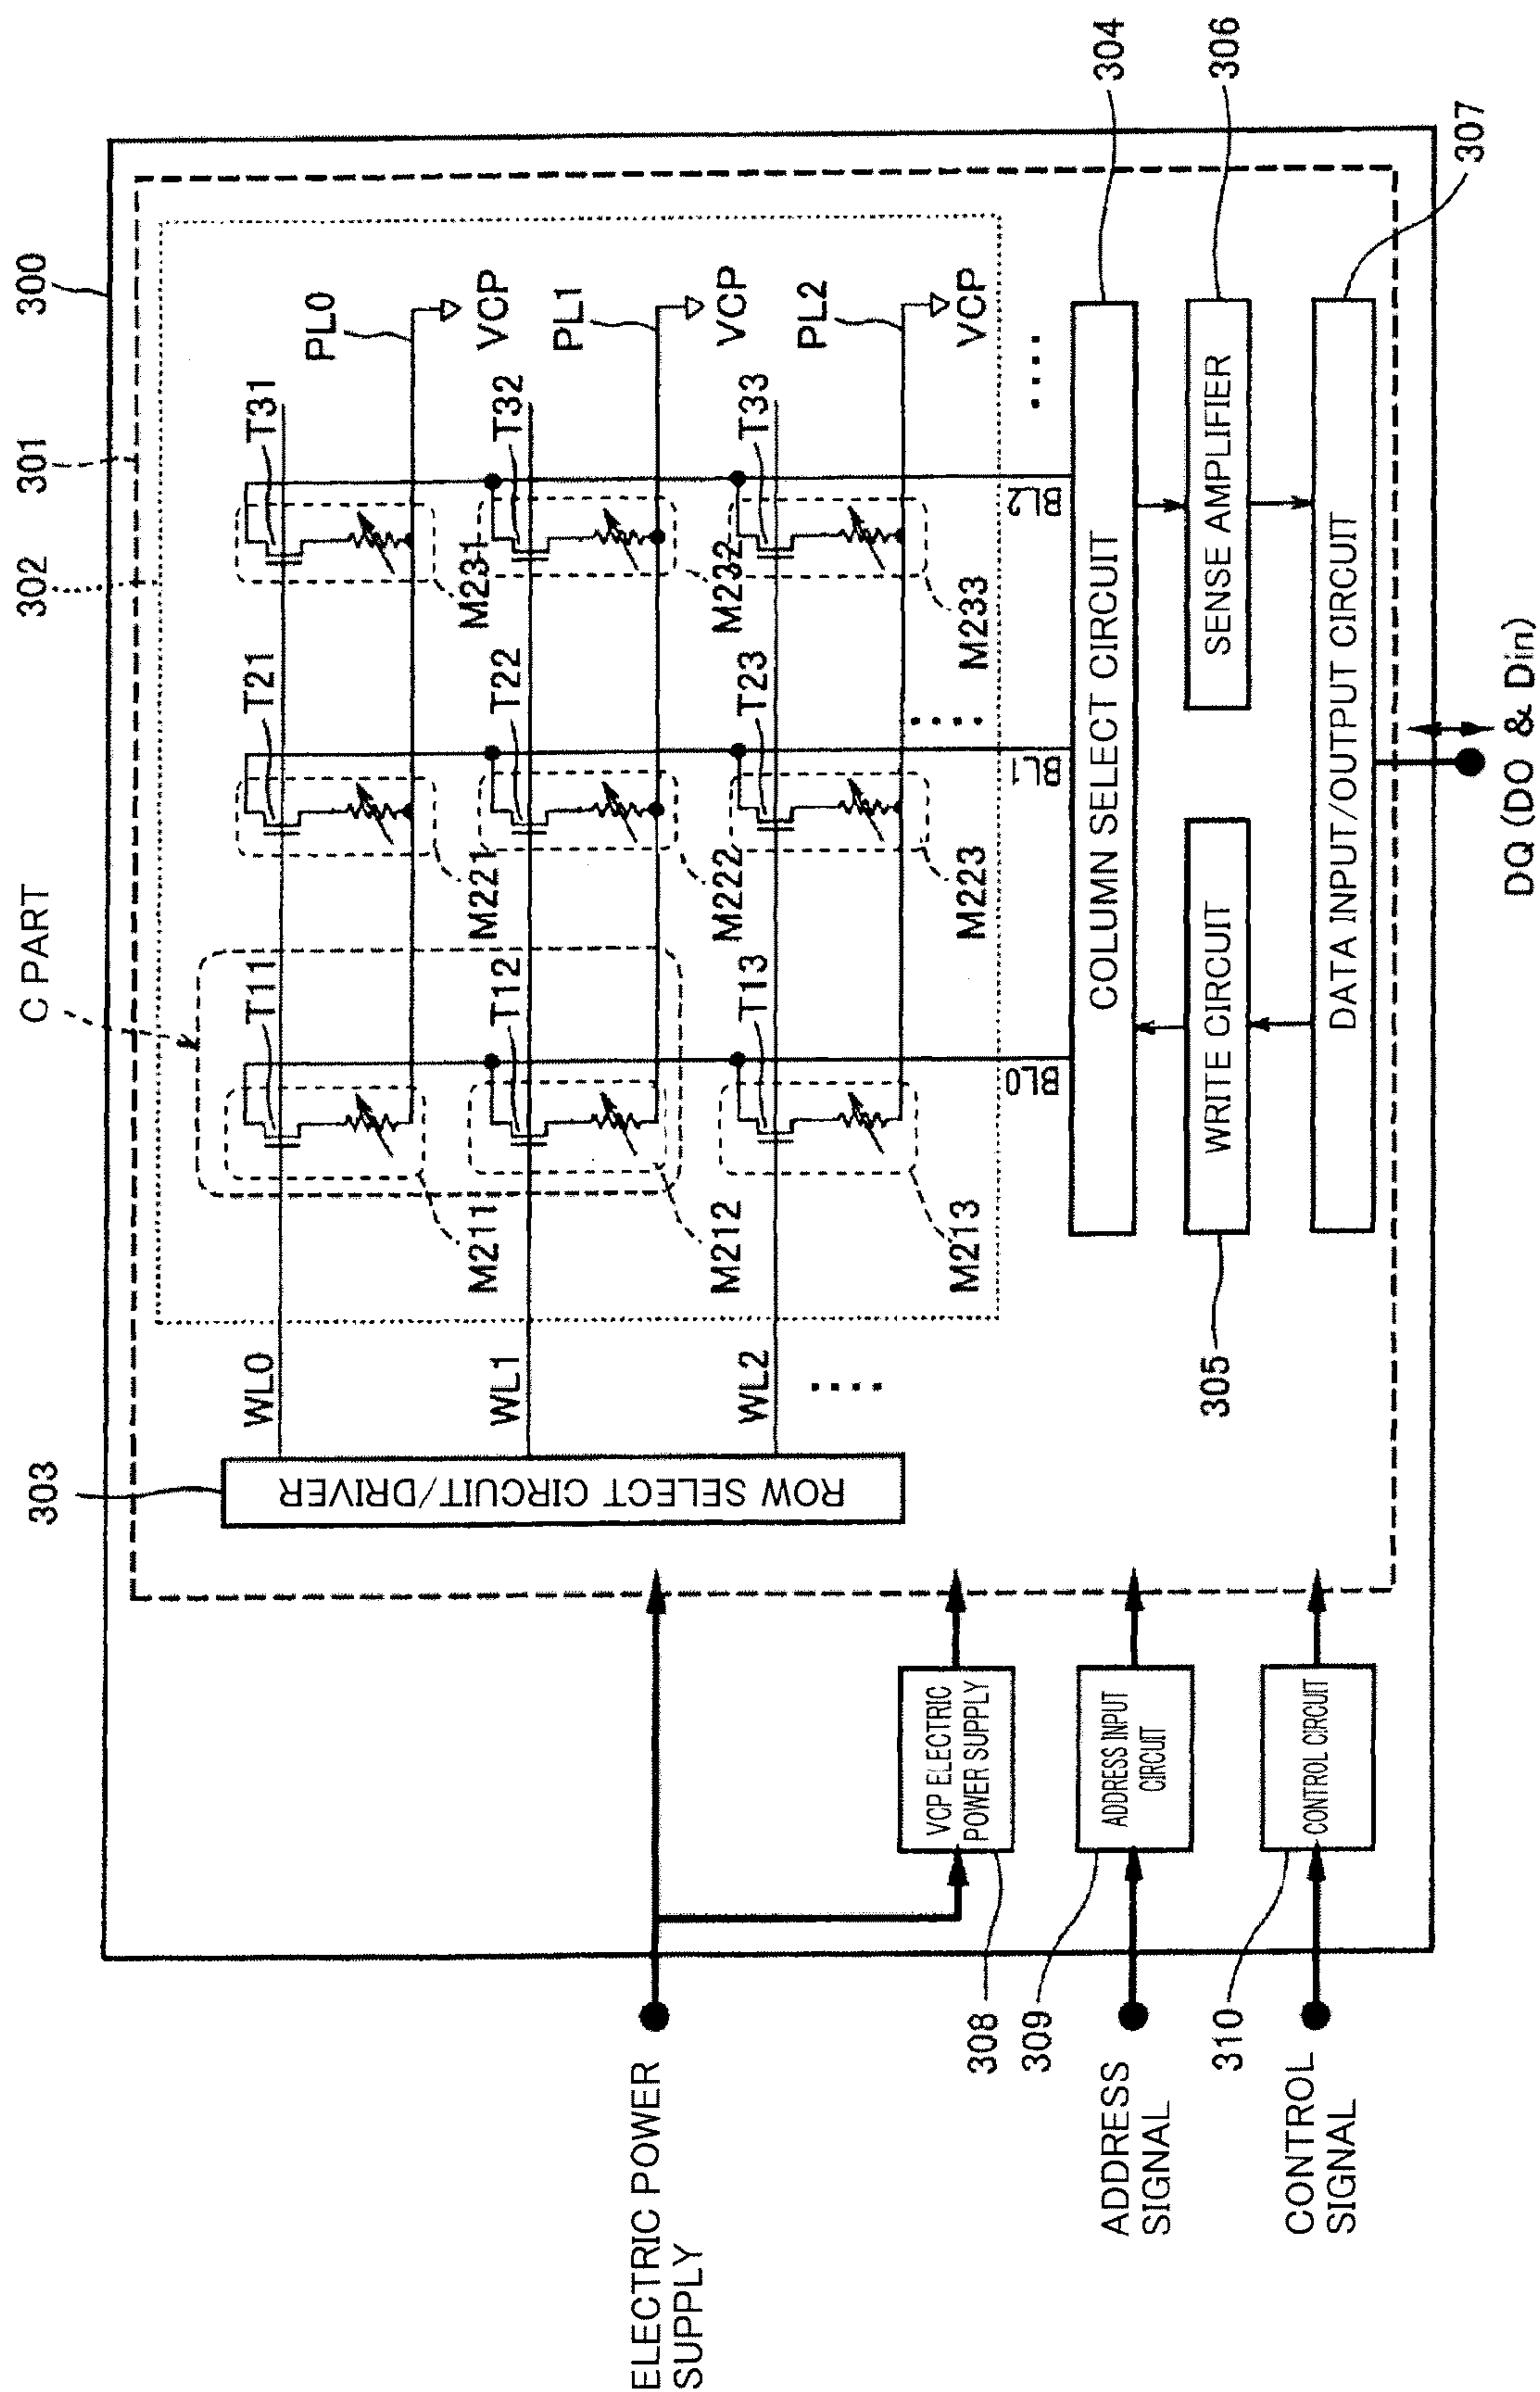 300
301
302
C PART
303
WL0
WL1
WL2
T11
T21
T31
PL0
VCP
M211
M221
M231
T12
T22
T32
PL1
VCP
M212
M222
M232
T13
T23
T33
PL2
VCP
M213
M223
M233
ROW SELECT CIRCUIT/DRIVER
BL0
BL1
BL2
COLUMN SELECT CIRCUIT
304
WRITE CIRCUIT
305
SENSE AMPLIFIER
306
DATA INPUT/OUTPUT CIRCUIT
307
DQ (DO & Din)
ELECTRIC POWER
SUPPLY
VCP ELECTRIC
POWER SUPPLY
308
ADDRESS
SIGNAL
309
ADDRESS INPUT
CIRCUIT
CONTROL
SIGNAL
310
CONTROL CIRCUIT